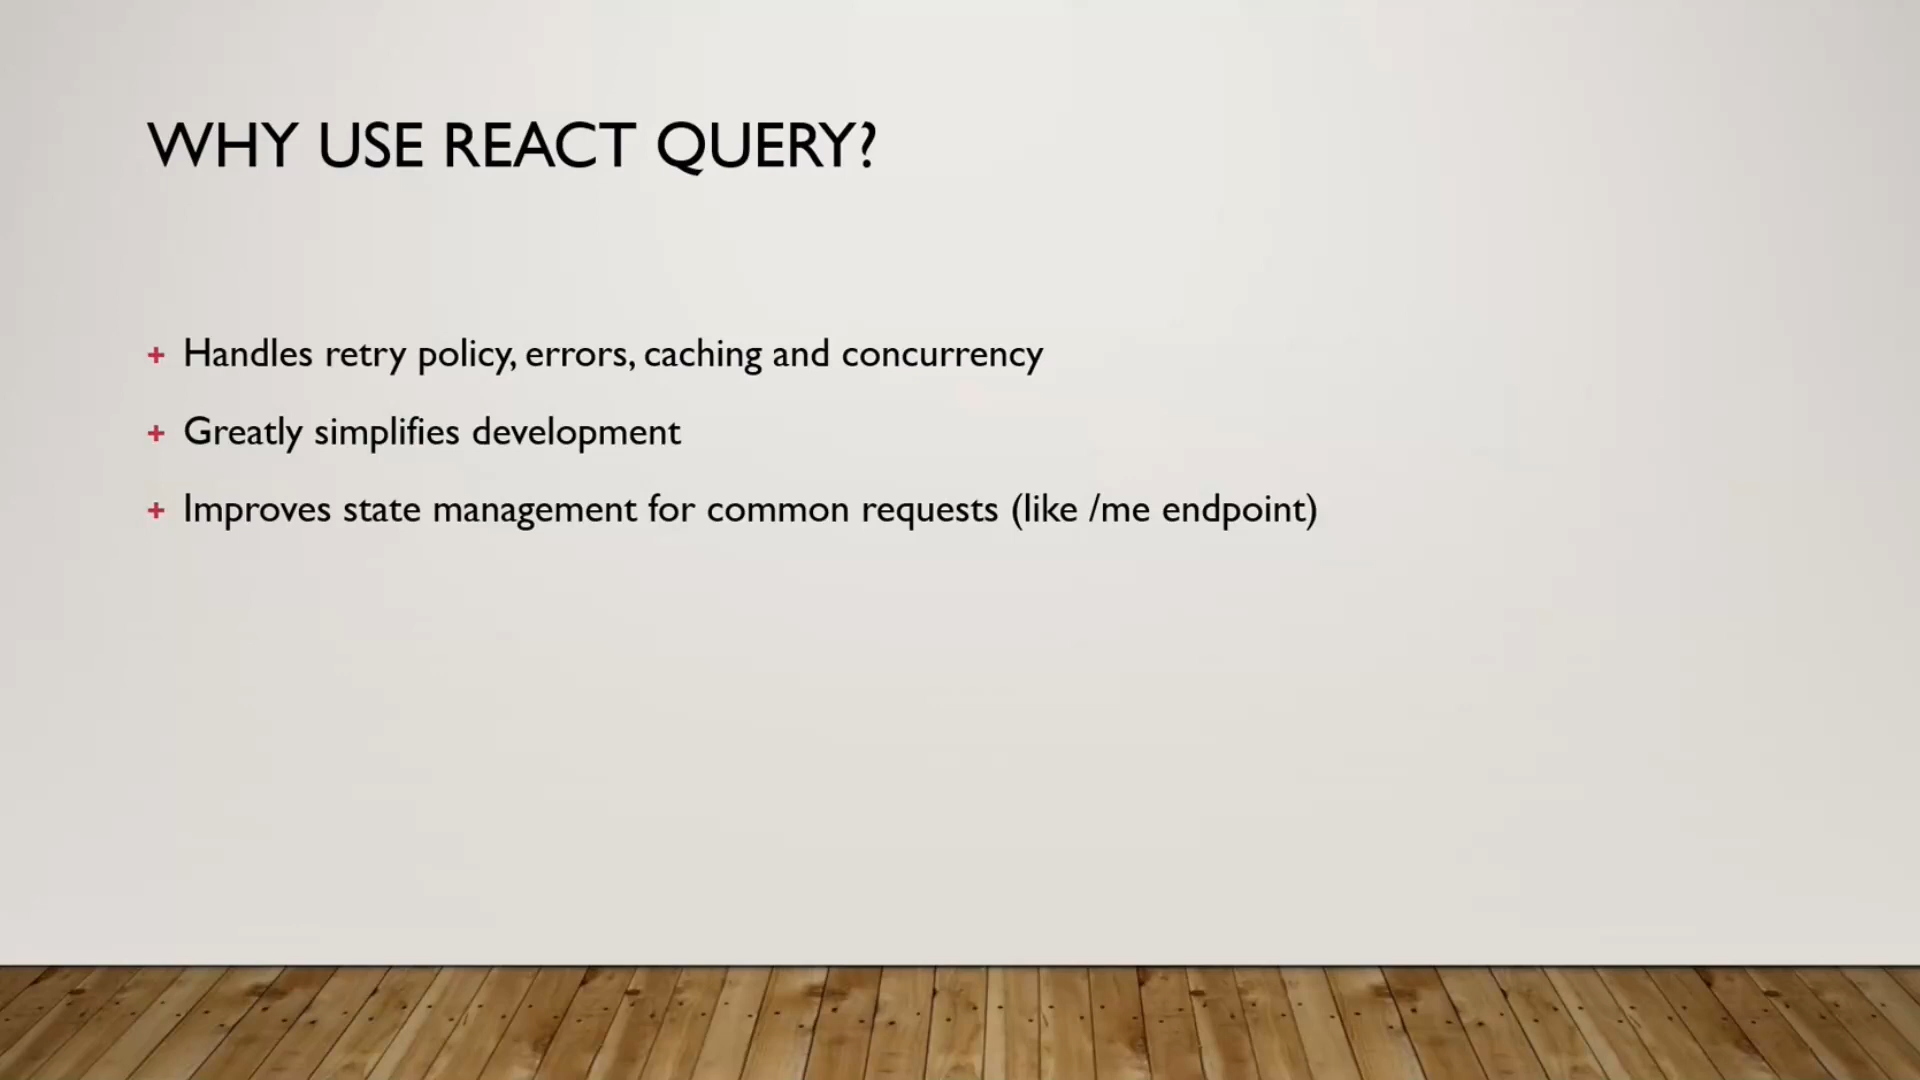 WHY USE REACT QUERY?
+ Handles retry policy, errors, caching and concurrency
+ Greatly simplifies development
+ Improves state management for common requests (like /me endpoint)